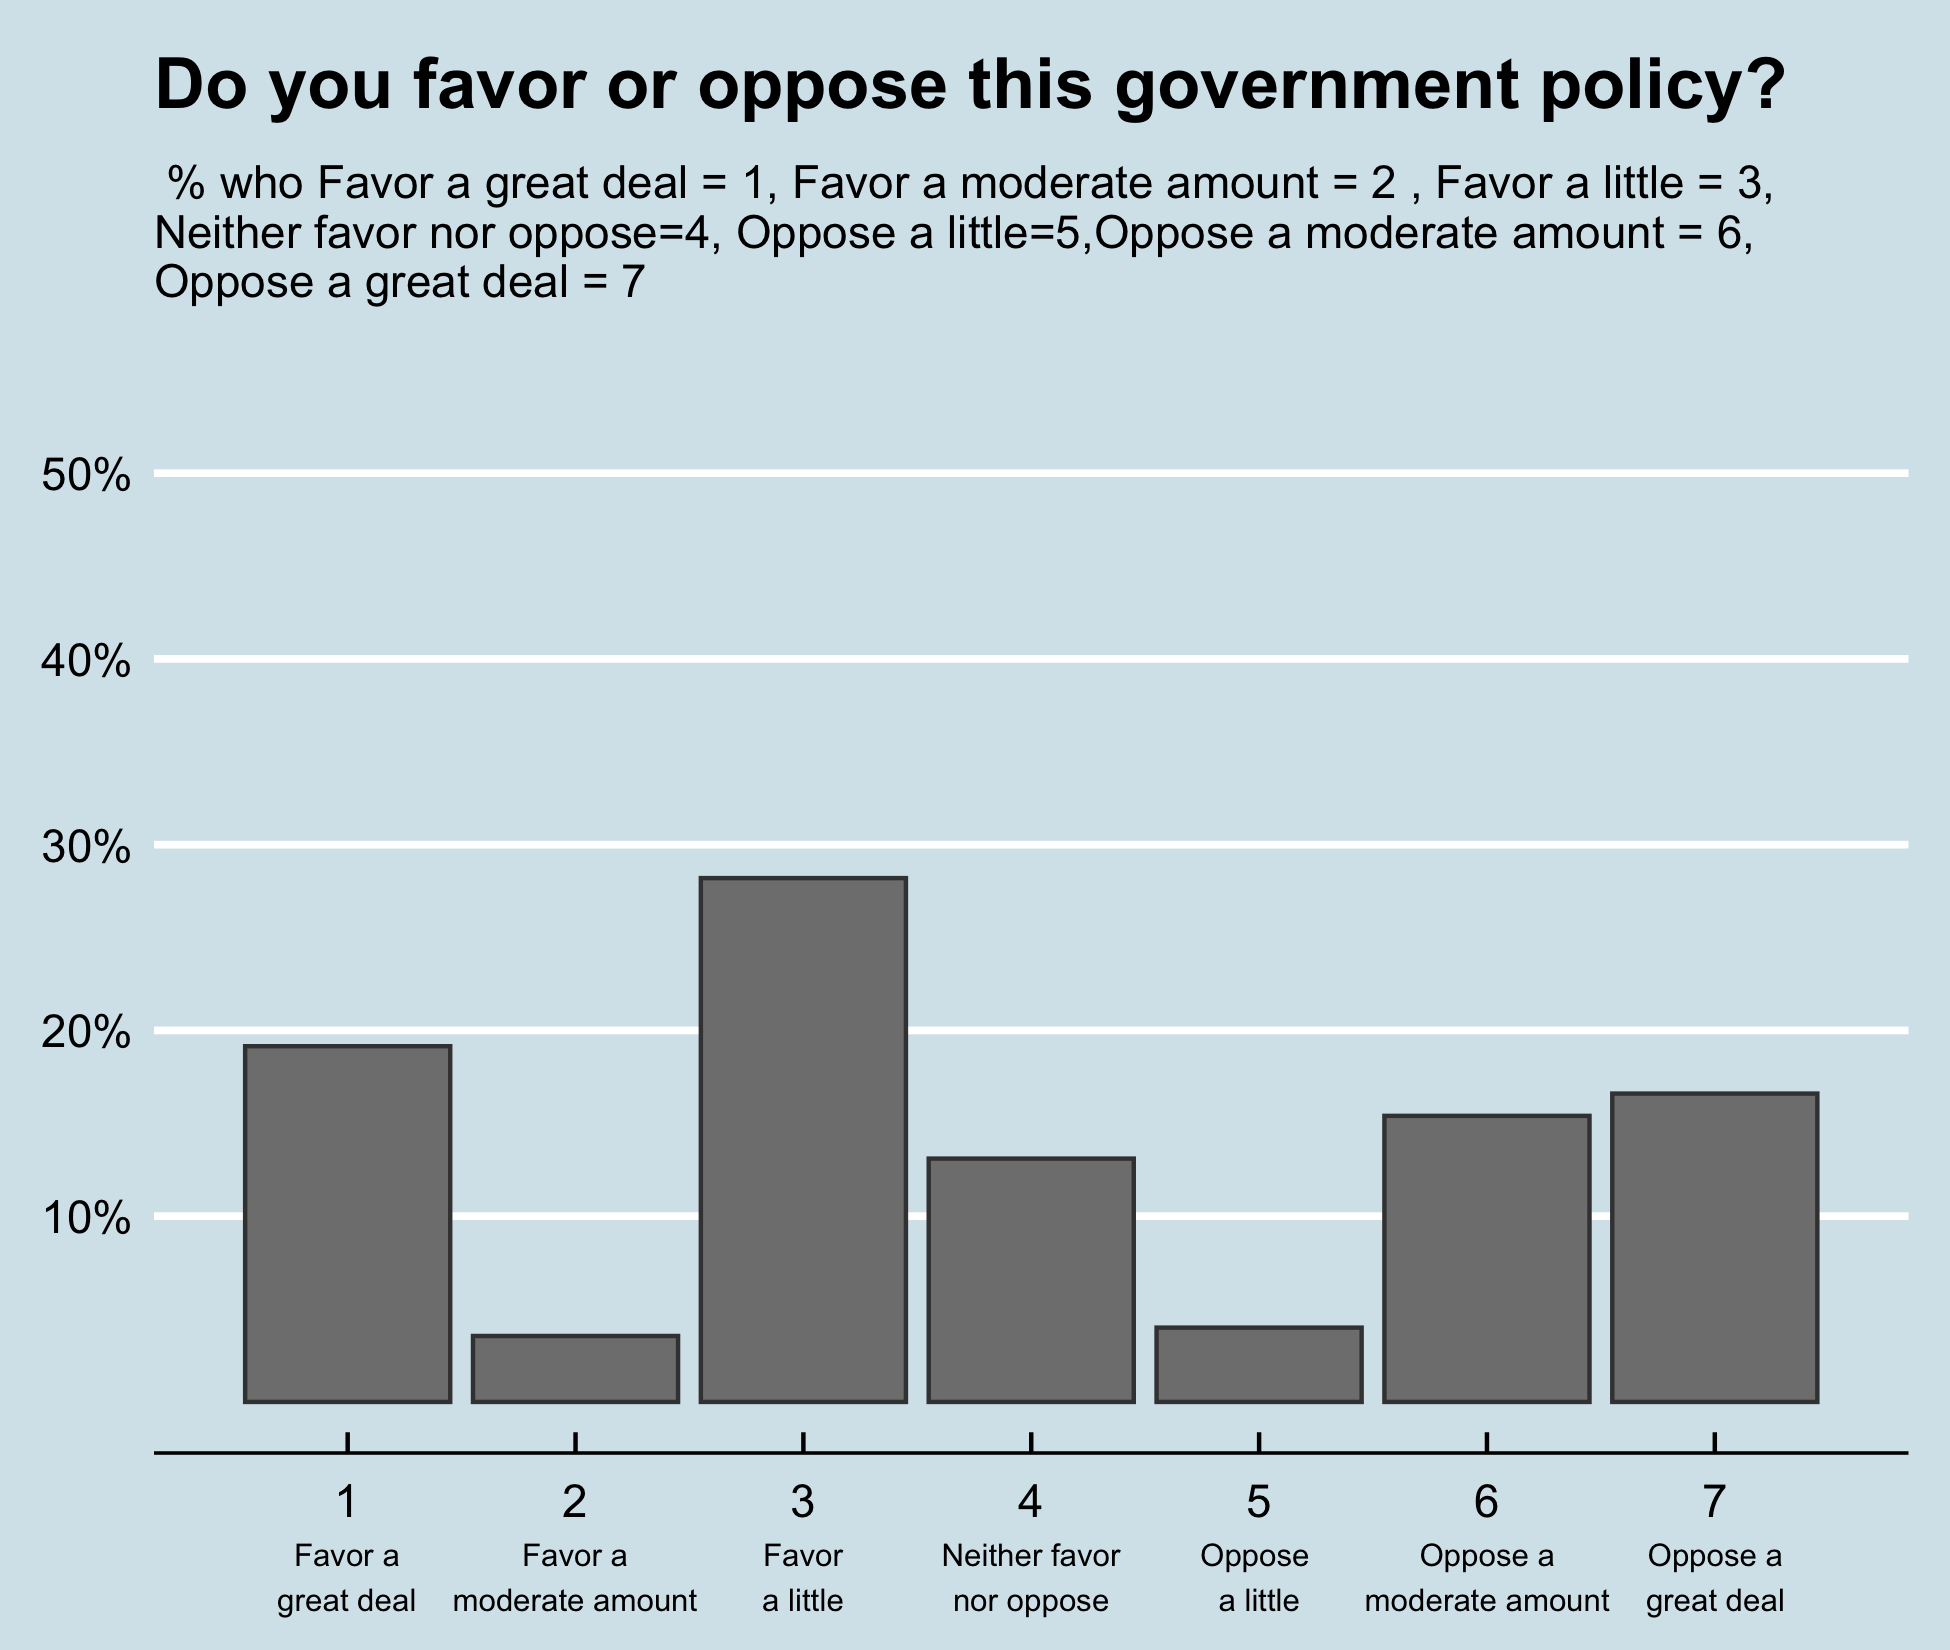 Do you favor or oppose this government policy?
% who Favor a great deal = 1, Favor a moderate amount = 2 , Favor a little = 3,
Neither favor nor oppose=4, Oppose a little=5,Oppose a moderate amount = 6,
Oppose a great deal = 7
50%
40%
30%
20%
10%
1 2 3 4 5 6 7
Favor a Favor a Favor Neither favor Oppose Oppose a Oppose a
great deal moderate amount a little nor oppose a little moderate amount great deal